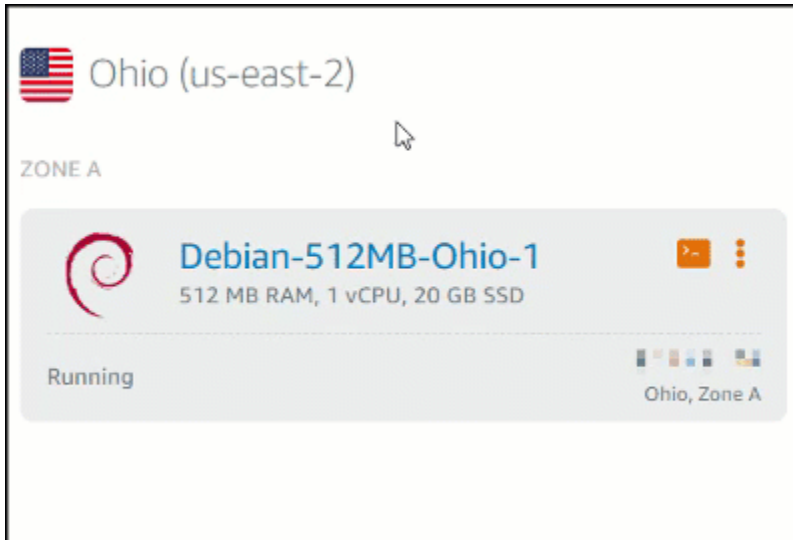 Ohio (us-east-2)
ZONE A
Debian-512MB-Ohio-1
512 MB RAM, 1 vCPU, 20 GB SSD
Running
Ohio, Zone A